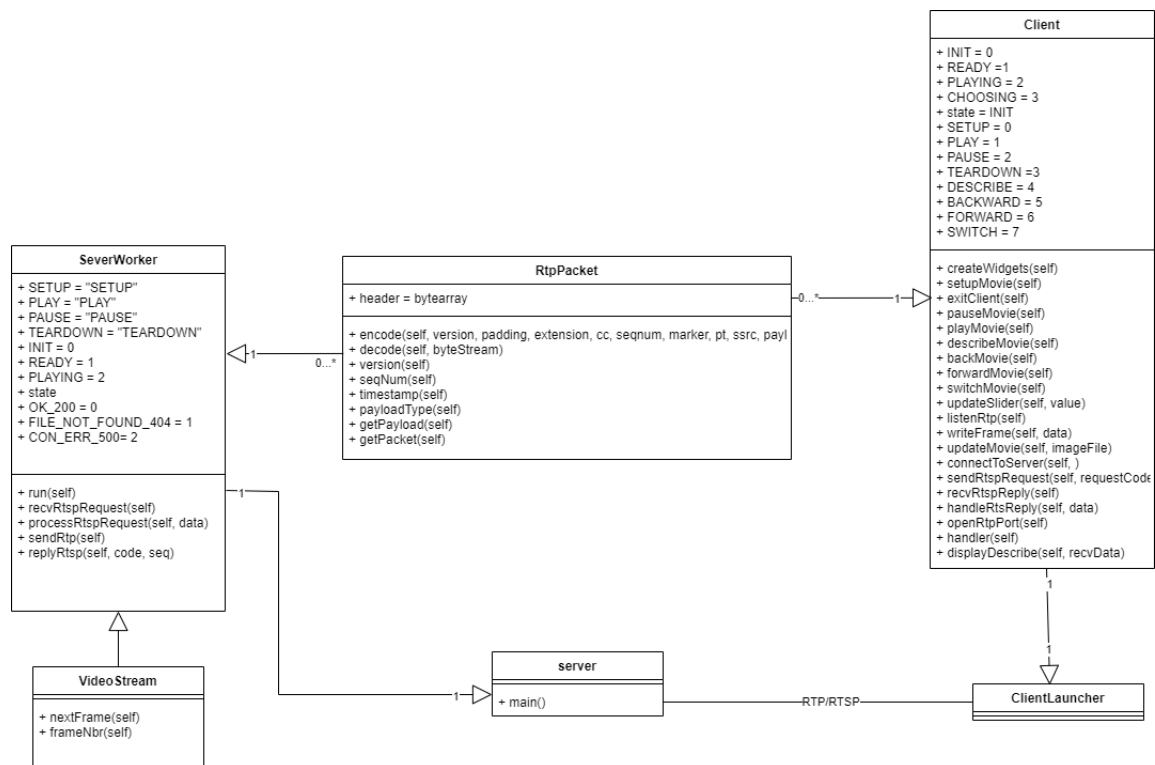 Client
+ INIT = 0
+ READY =1
+ PLAYING = 2
+ CHOOSING = 3
+ state = INIT
+ SETUP = 0
+ PLAY = 1
+ PAUSE = 2
+ TEARDOWN =3
+ DESCRIBE = 4
+ BACKWARD = 5
+ FORWARD = 6
+ SWITCH = 7
+ createWidgets(self)
+ setupMovie(self)
+ exitClient(self)
+ pauseMovie(self)
+ playMovie(self)
+ describeMovie(self)
+ backMovie(self)
+ forwardMovie(self)
+ switchMovie(self)
+ updateSlider(self, value)
+ listenRtp(self)
+ writeFrame(self, data)
+ updateMovie(self, imageFile)
+ connectToServer(self, )
+ sendRtspRequest(self, requestCode
+ recvRtspReply(self)
+ handleRtsReply(self, data)
+ openRtpPort(self)
+ handler(self)
+ displayDescribe(self, recvData)
SeverWorker
+ SETUP = "SETUP"
+ PLAY = "PLAY"
+ PAUSE = "PAUSE"
+ TEARDOWN = "TEARDOWN"
+ INIT = 0
+ READY = 1
+ PLAYING = 2
+ state
+ OK_200 = 0
+ FILE_NOT_FOUND_404 = 1
+ CON_ERR_500= 2
+ run(self)
+ recvRtspRequest(self)
+ processRtspRequest(self, data)
+ sendRtp(self)
+ replyRtsp(self, code, seq)
RtpPacket
+ header = bytearray
+ encode(self, version, padding, extension, cc, seqnum, marker, pt, ssrc, payl
+ decode(self, byteStream)
+ version(self)
+ seqNum(self)
+ timestamp(self)
+ payloadType(self)
+ getPayload(self)
+ getPacket(self)
1
0...*
0...*
1
1
1
1
1
VideoStream
+ nextFrame(self)
+ frameNbr(self)
server
+ main()
RTP/RTSP
ClientLauncher